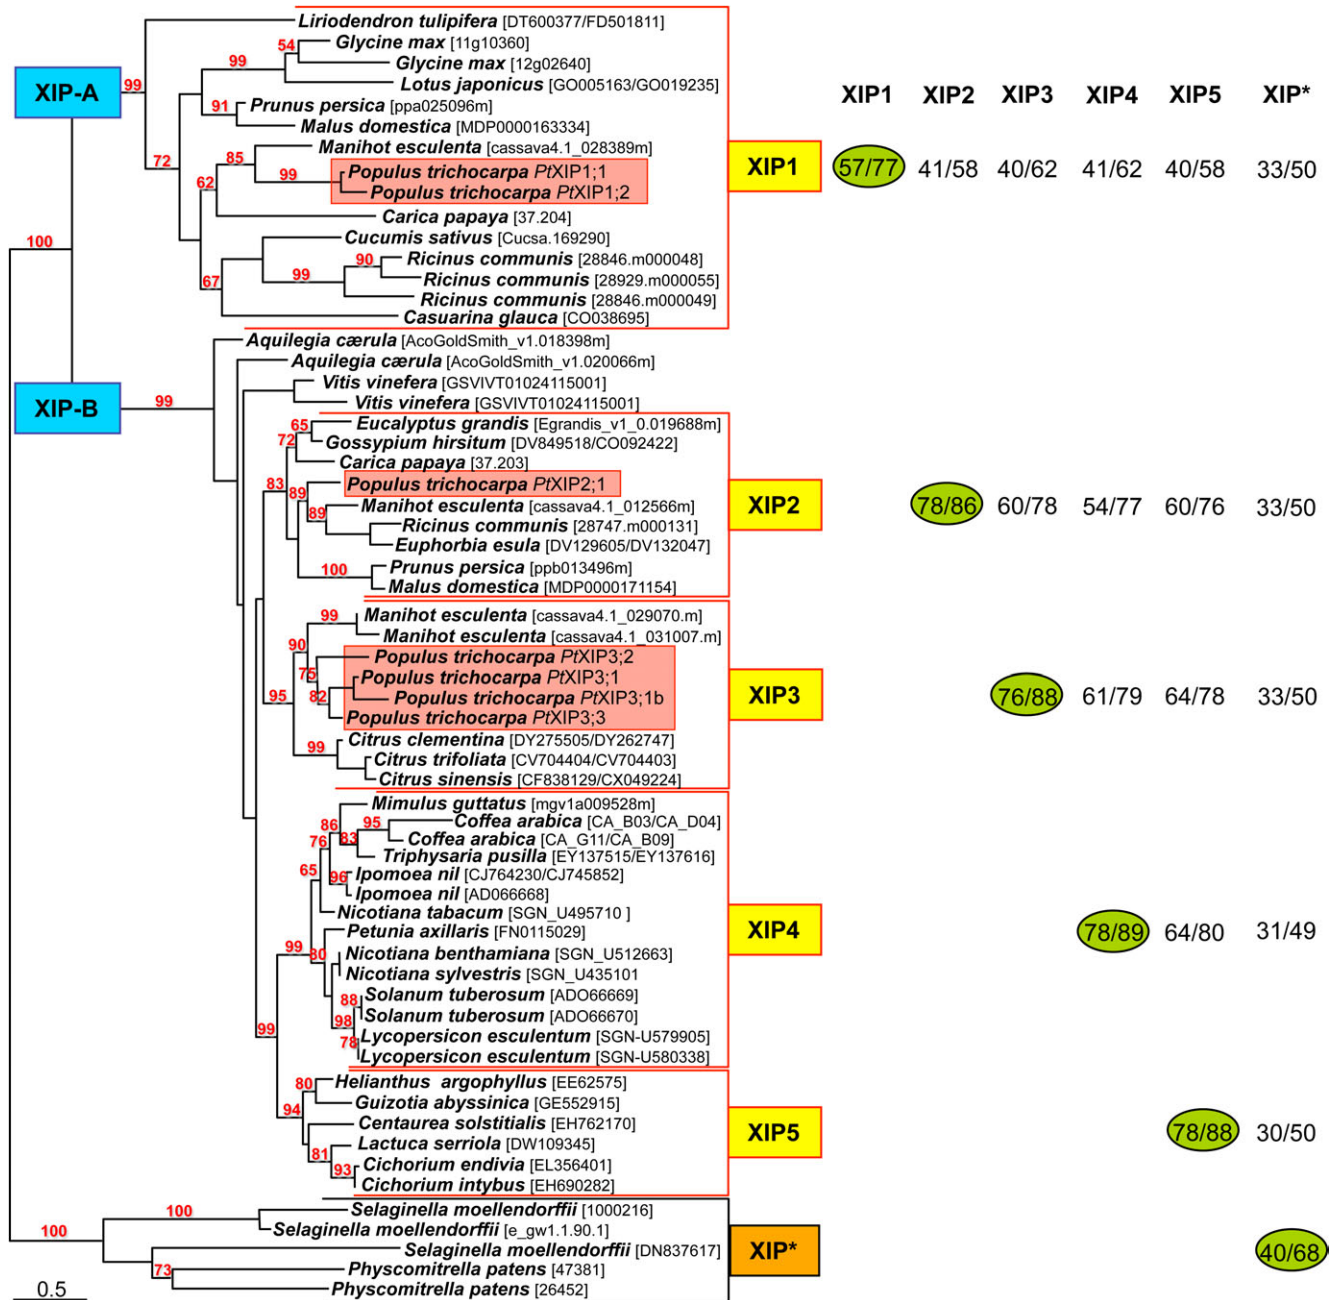 Liriodendron tulipifera [DT600377/FD501811]
54 Glycine max [11g10360]
99 Glycine max [12g02640]
99 Lotus japonicus [GO005163/GO019235]
XIP-A
XIP1 XIP2 XIP3 XIP4 XIP5 XIP*
91 Prunus persica [ppa025096m]
Malus domestica [MDP0000163334]
72 85 Manihot esculenta [cassava4.1_028389m]
99 Populus trichocarpa PtXIP1;1
XIP1 57/77 41/58 40/62 41/62 40/58 33/50
62 Populus trichocarpa PtXIP1;2
Carica papaya [37.204]
100 Cucumis sativus [Cucsa.169290]
90 Ricinus communis [28846.m000048]
67 99 Ricinus communis [28929.m000055]
Ricinus communis [28846.m000049]
Casuarina glauca [CO038695]
Aquilegia cærula [AcoGoldSmith_v1.018398m]
Aquilegia cærula [AcoGoldSmith_v1.020066m]
Vitis vinefera [GSVIVT01024115001]
XIP-B 99 Vitis vinefera [GSVIVT01024115001]
65 Eucalyptus grandis [Egrandis_v1_0.019688m]
72 Gossypium hirsitum [DV849518/CO092422]
Carica papaya [37.203]
83 89 Populus trichocarpa PtXIP2;1
89 Manihot esculenta [cassava4.1_012566m]
XIP2 78/86 60/78 54/77 60/76 33/50
Ricinus communis [28747.m000131]
Euphorbia esula [DV129605/DV132047]
100 Prunus persica [ppb013496m]
Malus domestica [MDP0000171154]
99 Manihot esculenta [cassava4.1_029070.m]
90 Manihot esculenta [cassava4.1_031007.m]
75 Populus trichocarpa PtXIP3;2
Populus trichocarpa PtXIP3;1
95 82 Populus trichocarpa PtXIP3;1b
XIP3 76/88 61/79 64/78 33/50
Populus trichocarpa PtXIP3;3
99 Citrus clementina [DY275505/DY262747]
Citrus trifoliata [CV704404/CV704403]
Citrus sinensis [CF838129/CX049224]
Mimulus guttatus [mgv1a009528m]
86 95 Coffea arabica [CA_B03/CA_D04]
76 83 Coffea arabica [CA_G11/CA_B09]
Triphysaria pusilla [EY137515/EY137616]
65 96 Ipomoea nil [CJ764230/CJ745852]
Ipomoea nil [AD066668]
Nicotiana tabacum [SGN_U495710 ]
Petunia axillaris [FN0115029]
XIP4 78/89 64/80 31/49
99 80 Nicotiana benthamiana [SGN_U512663]
Nicotiana sylvestris [SGN_U435101
88 Solanum tuberosum [ADO66669]
Solanum tuberosum [ADO66670]
99 98 Lycopersicon esculentum [SGN-U579905]
78 Lycopersicon esculentum [SGN-U580338]
80 Helianthus argophyllus [EE62575]
94 Guizotia abyssinica [GE552915]
Centaurea solstitialis [EH762170]
XIP5 78/88 30/50
81 Lactuca serriola [DW109345]
93 Cichorium endivia [EL356401]
Cichorium intybus [EH690282]
100 100 Selaginella moellendorffii [1000216]
Selaginella moellendorffii [e_gw1.1.90.1]
Selaginella moellendorffii [DN837617]
XIP* 40/68
73 Physcomitrella patens [47381]
0.5 Physcomitrella patens [26452]